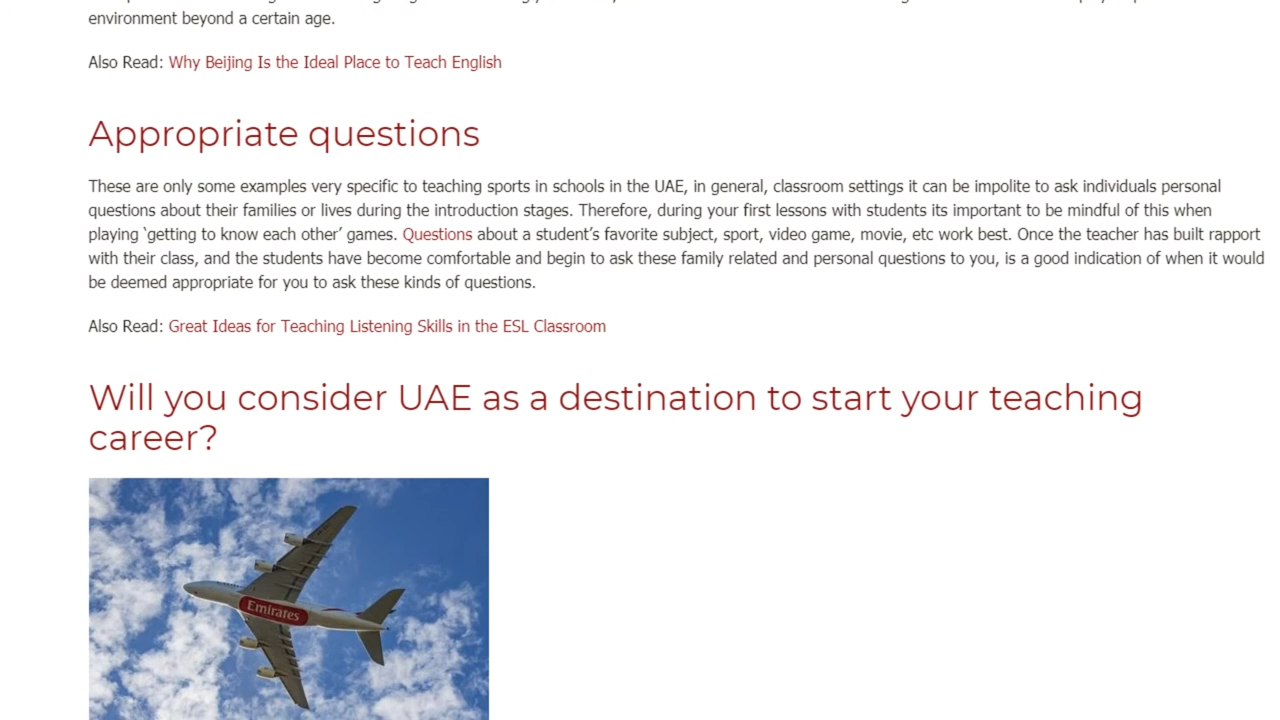 environment beyond a certain age.
Also Read: Why Beijing Is the Ideal Place to Teach English
Appropriate questions
These are only some examples very specific to teaching sports in schools in the UAE, in general, classroom settings it can be impolite to ask individuals personal
questions about their families or lives during the introduction stages. Therefore, during your first lessons with students its important to be mindful of this when
playing ‘getting to know each other’ games. Questions about a student’s favorite subject, sport, video game, movie, etc work best. Once the teacher has built rapport
with their class, and the students have become comfortable and begin to ask these family related and personal questions to you, is a good indication of when it would
be deemed appropriate for you to ask these kinds of questions.
Also Read: Great Ideas for Teaching Listening Skills in the ESL Classroom
Will you consider UAE as a destination to start your teaching
career?
Emirates